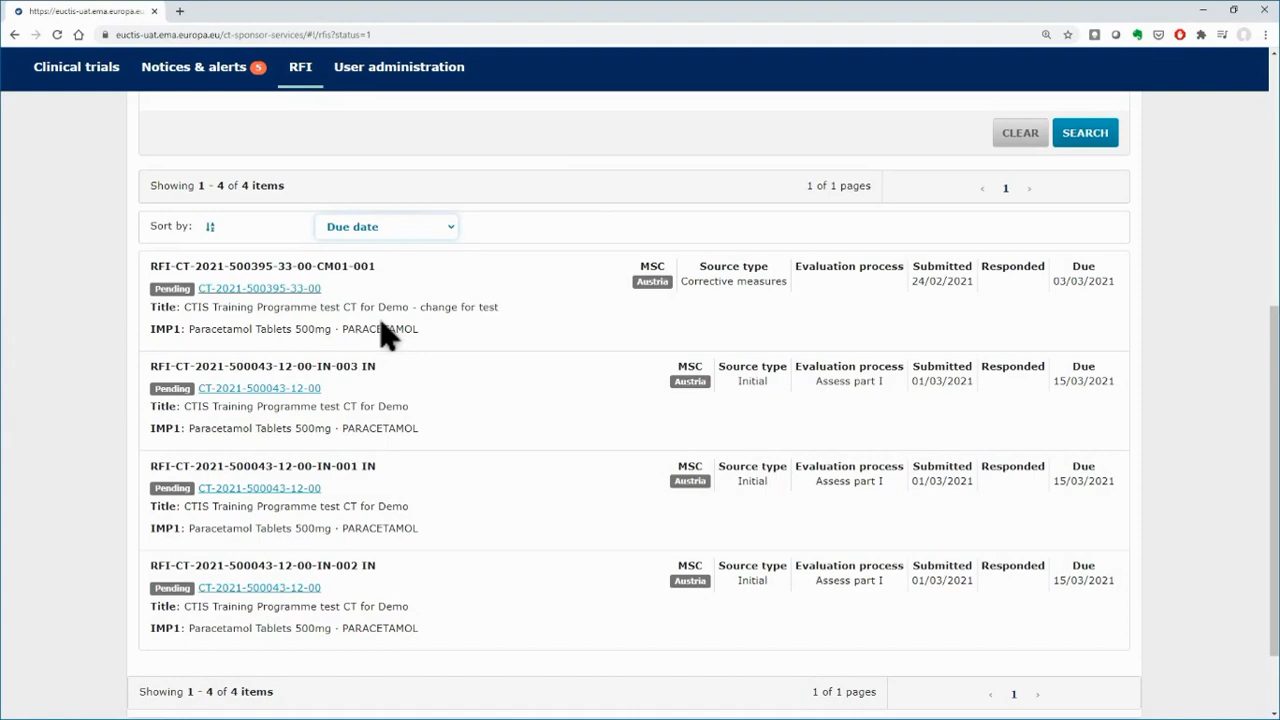 https://euctis-uat.ema.europa.eu/
euctis-uat.ema.europa.eu/ct-sponsor-services/#!/rfis?status=1
Clinical trials Notices & alerts 5 RFI User administration
CLEAR SEARCH
Showing 1 - 4 of 4 items 1 of 1 pages ‹ 1 ›
Sort by: Due date
RFI-CT-2021-500395-33-00-CM01-001 MSC Source type Evaluation process Submitted Responded Due
Pending CT-2021-500395-33-00 Austria Corrective measures 24/02/2021 03/03/2021
Title: CTIS Training Programme test CT for Demo - change for test
IMP1: Paracetamol Tablets 500mg · PARACETAMOL
RFI-CT-2021-500043-12-00-IN-003 IN MSC Source type Evaluation process Submitted Responded Due
Pending CT-2021-500043-12-00 Austria Initial Assess part I 01/03/2021 15/03/2021
Title: CTIS Training Programme test CT for Demo
IMP1: Paracetamol Tablets 500mg · PARACETAMOL
RFI-CT-2021-500043-12-00-IN-001 IN MSC Source type Evaluation process Submitted Responded Due
Pending CT-2021-500043-12-00 Austria Initial Assess part I 01/03/2021 15/03/2021
Title: CTIS Training Programme test CT for Demo
IMP1: Paracetamol Tablets 500mg · PARACETAMOL
RFI-CT-2021-500043-12-00-IN-002 IN MSC Source type Evaluation process Submitted Responded Due
Pending CT-2021-500043-12-00 Austria Initial Assess part I 01/03/2021 15/03/2021
Title: CTIS Training Programme test CT for Demo
IMP1: Paracetamol Tablets 500mg · PARACETAMOL
Showing 1 - 4 of 4 items 1 of 1 pages ‹ 1 ›